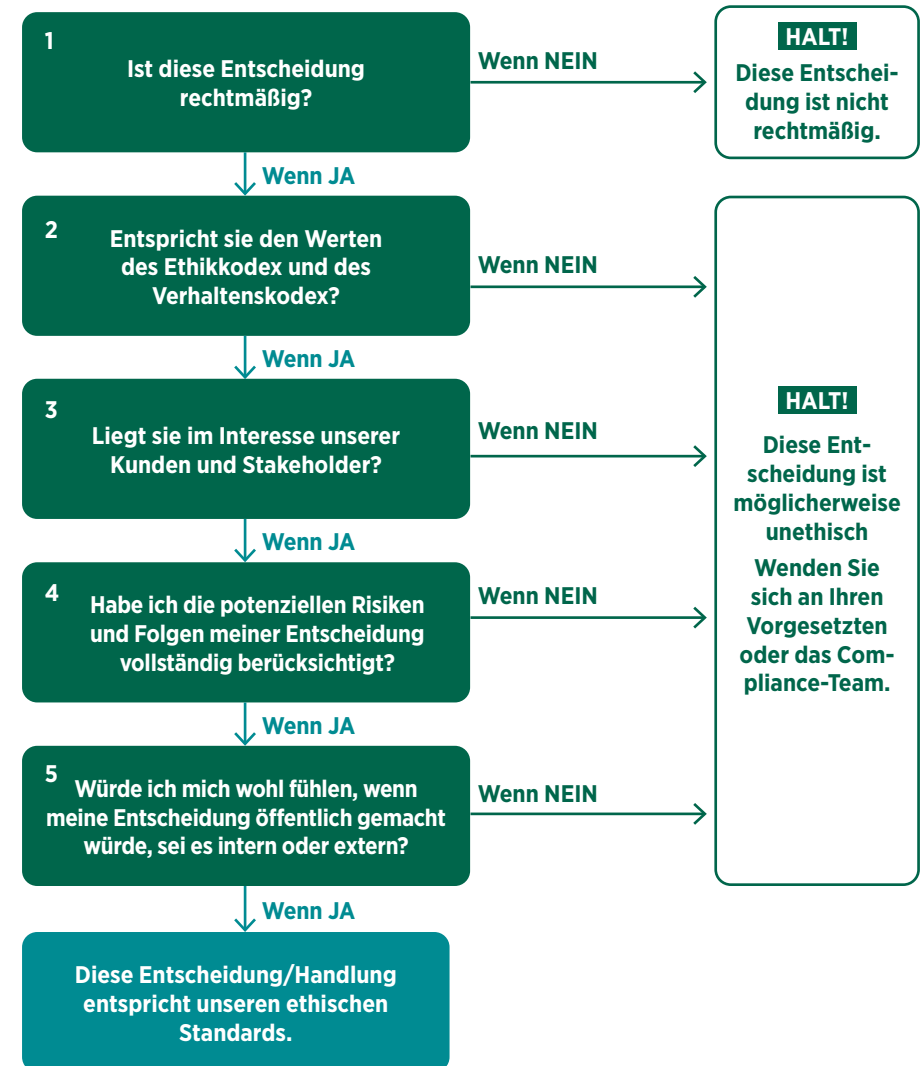 1
Ist diese Entscheidung
rechtmäßig?
Wenn NEIN
HALT!
Diese Entschei-
dung ist nicht
rechtmäßig.
Wenn JA
2
Entspricht sie den Werten
des Ethikkodex und des
Verhaltenskodex?
Wenn NEIN
Wenn JA
3
Liegt sie im Interesse unserer
Kunden und Stakeholder?
Wenn NEIN
HALT!
Diese Ent-
scheidung ist
möglicherweise
unethisch
Wenden Sie
sich an Ihren
Vorgesetzten
oder das Com-
pliance-Team.
Wenn JA
4
Habe ich die potenziellen Risiken
und Folgen meiner Entscheidung
vollständig berücksichtigt?
Wenn NEIN
Wenn JA
5
Würde ich mich wohl fühlen, wenn
meine Entscheidung öffentlich gemacht
würde, sei es intern oder extern?
Wenn NEIN
Wenn JA
Diese Entscheidung/Handlung
entspricht unseren ethischen
Standards.